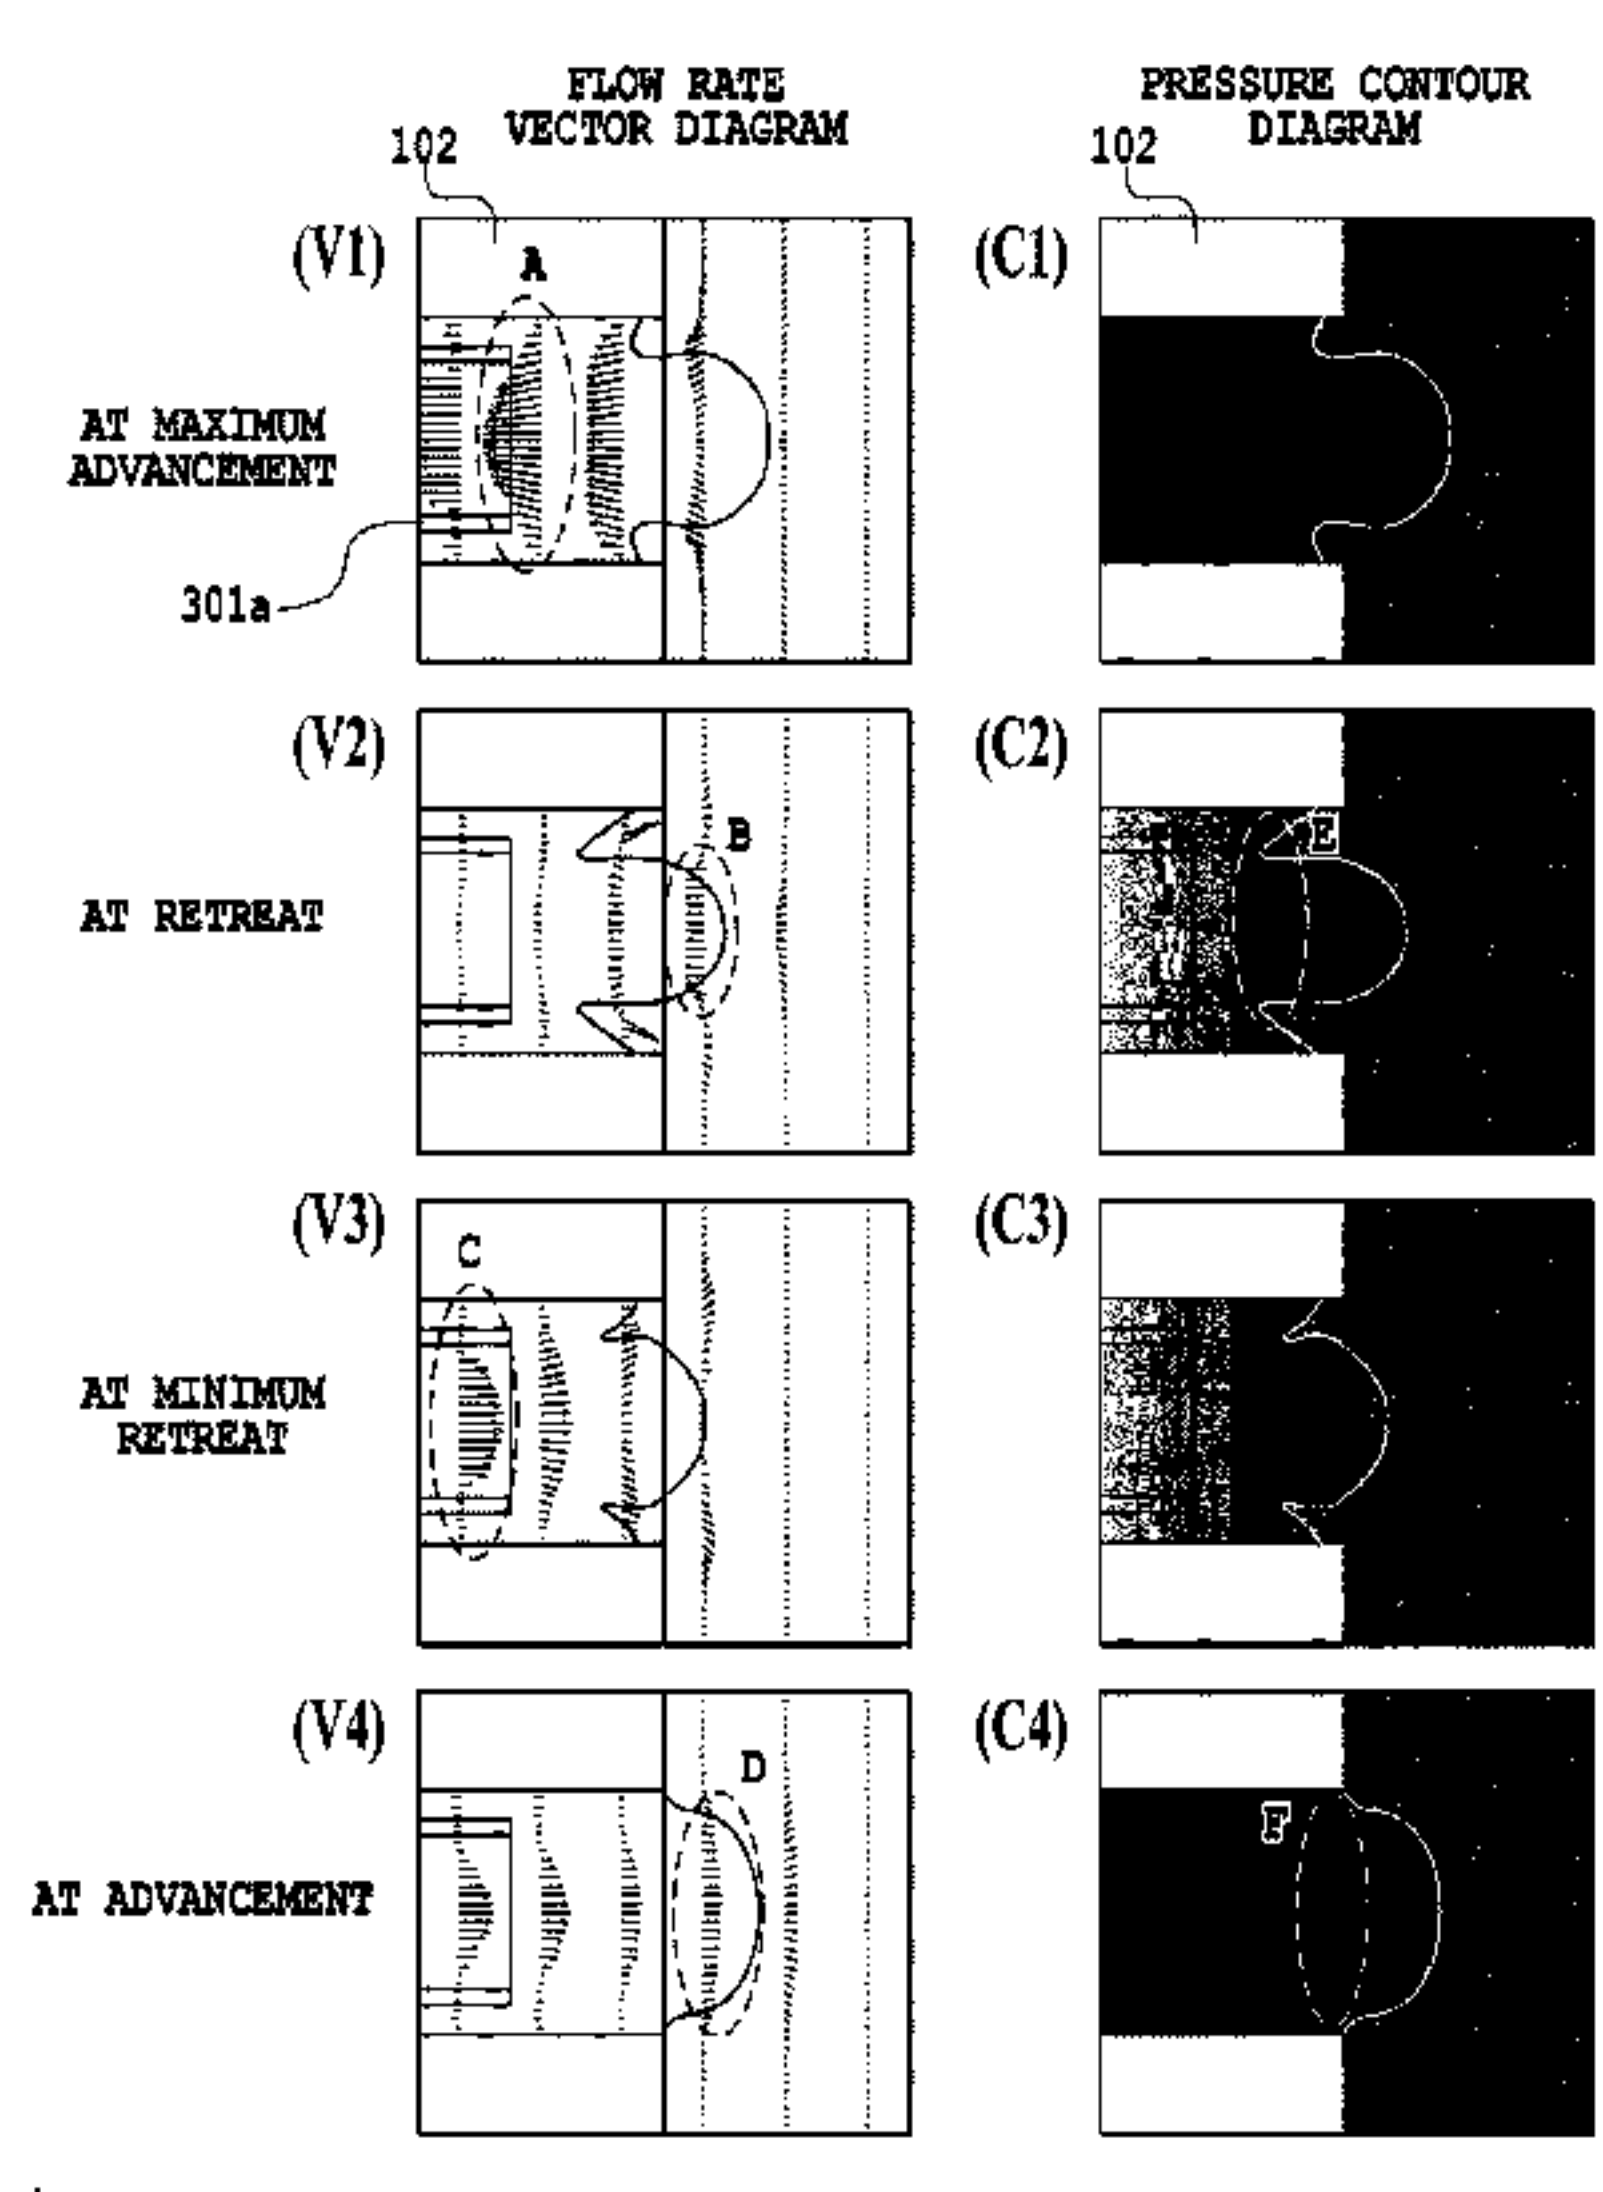 FLOW RATE
VECTOR DIAGRAM
PRESSURE CONTOUR
DIAGRAM
102
102
(V1)
A
(C1)
AT MAXIMUM
ADVANCEMENT
301a
(V2)
B
(C2)
E
AT RETREAT
(V3)
C
(C3)
AT MINIMUM
RETREAT
(V4)
D
(C4)
F
AT ADVANCEMENT